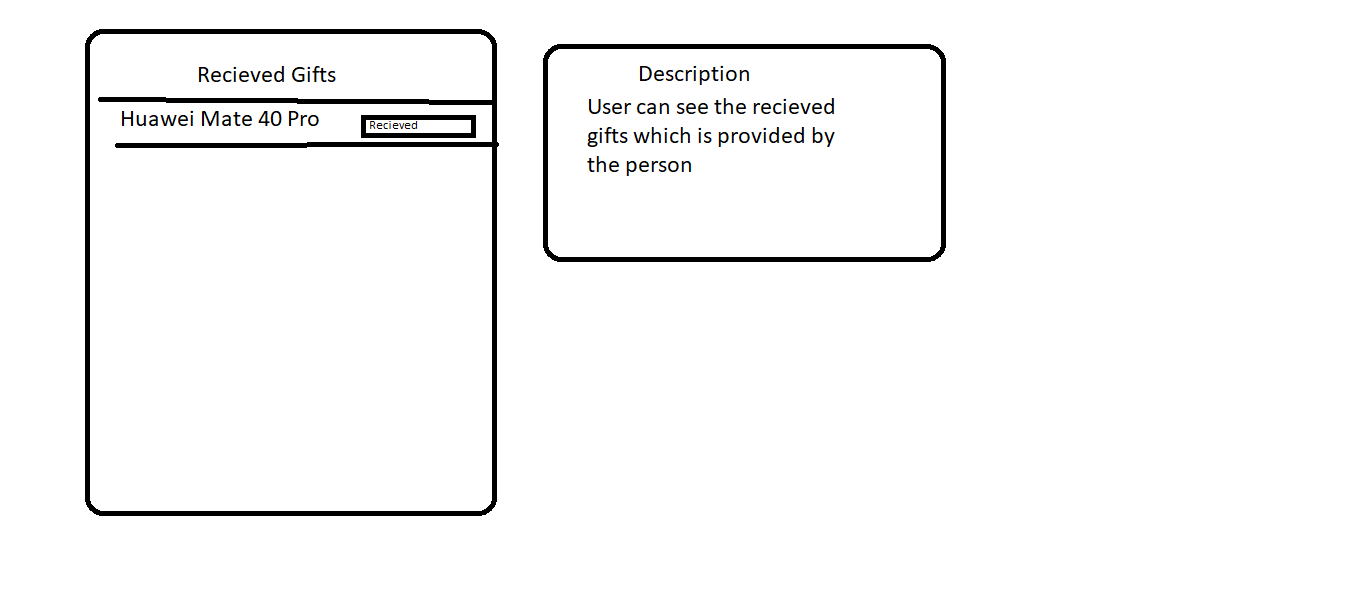 Recieved Gifts
Huawei Mate 40 Pro
Recieved
Description
User can see the recieved
gifts which is provided by
the person